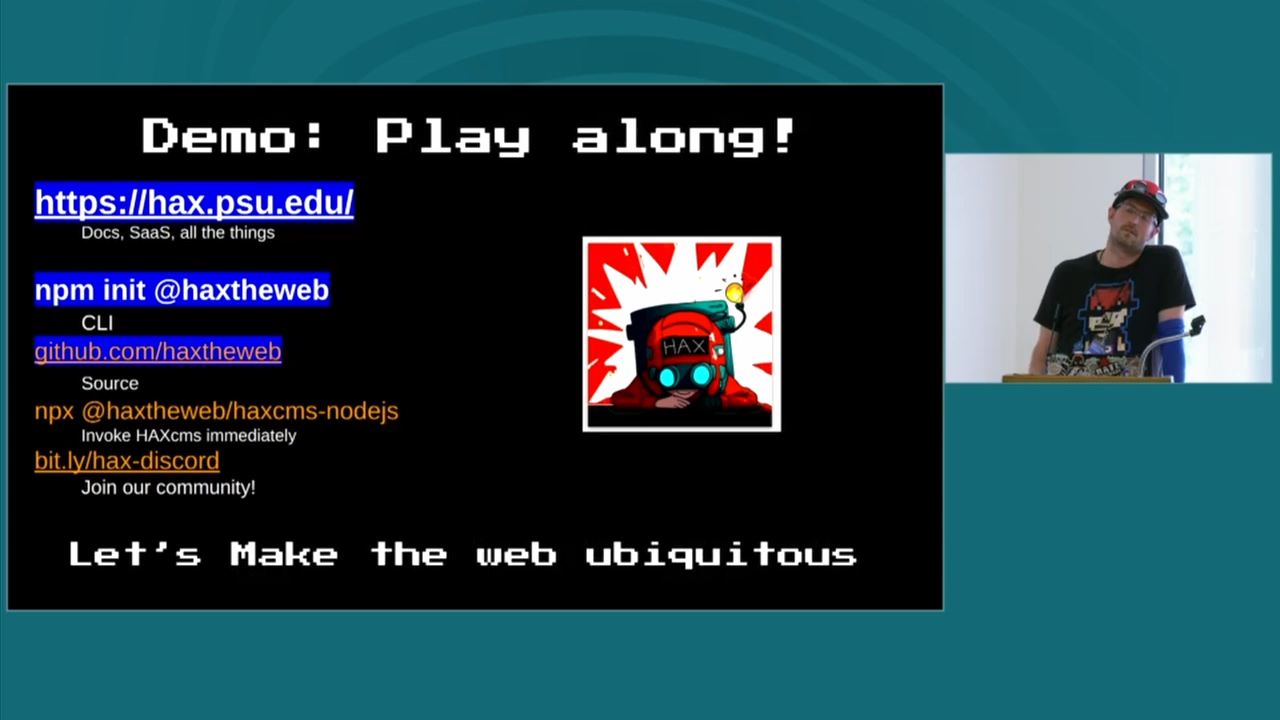 Demo: Play along!
https://hax.psu.edu/
Docs, SaaS, all the things
npm init @haxtheweb
CLI
github.com/haxtheweb
Source
npx @haxtheweb/haxcms-nodejs
Invoke HAXcms immediately
bit.ly/hax-discord
Join our community!
HAX
Let's Make the web ubiquitous